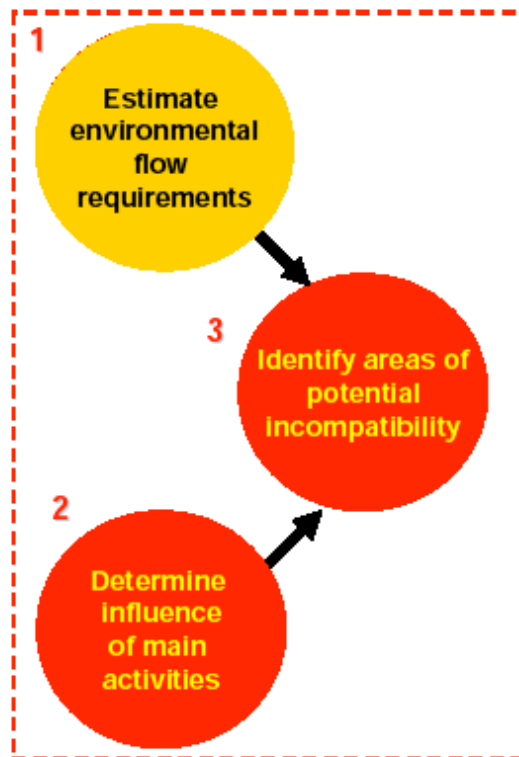 1
Estimate
environmental
flow
requirements
3
Identify areas of
potential
incompatibility
2
Determine
influence
of main
activities